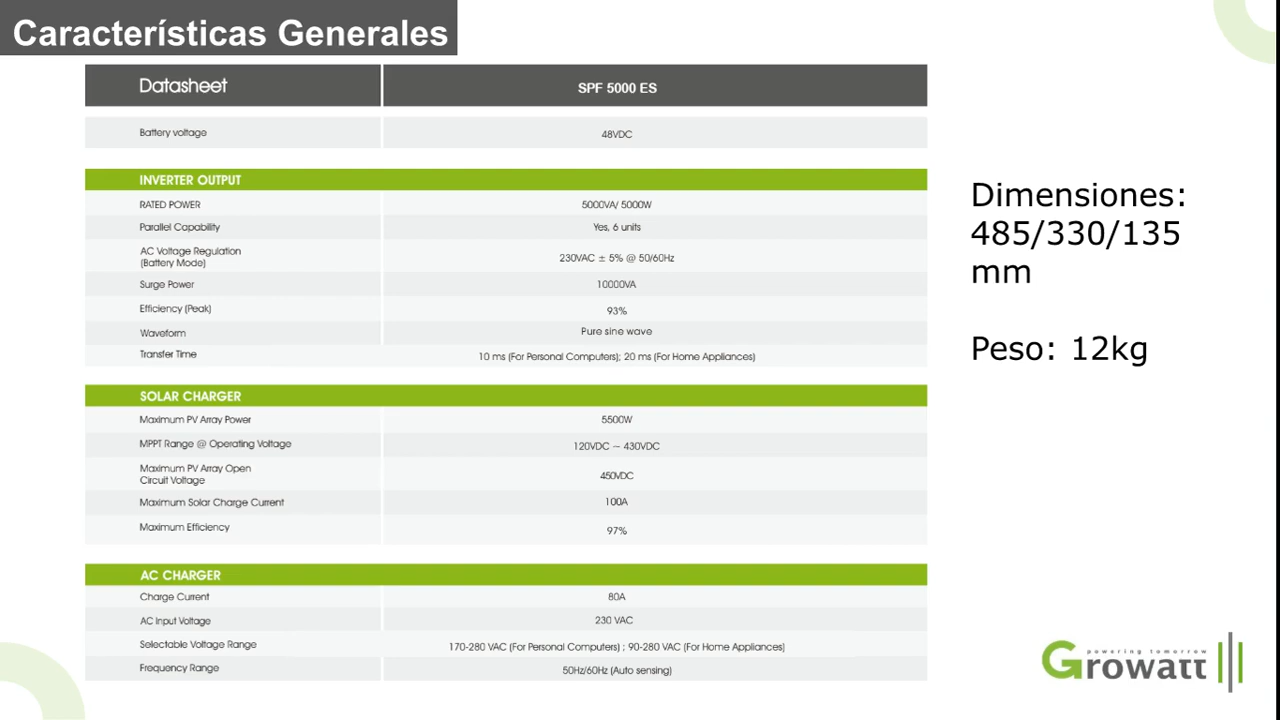 Características Generales
Datasheet SPF 5000 ES
Battery voltage 48VDC
INVERTER OUTPUT
RATED POWER 5000VA/ 5000W
Parallel Capability Yes, 6 units
AC Voltage Regulation
(Battery Mode) 230VAC ± 5% @ 50/60Hz
Surge Power 10000VA
Efficiency (Peak) 93%
Waveform Pure sine wave
Transfer Time 10 ms (For Personal Computers); 20 ms (For Home Appliances)
SOLAR CHARGER
Maximum PV Array Power 5500W
MPPT Range @ Operating Voltage 120VDC ~ 430VDC
Maximum PV Array Open
Circuit Voltage 450VDC
Maximum Solar Charge Current 100A
Maximum Efficiency 97%
AC CHARGER
Charge Current 80A
AC Input Voltage 230 VAC
Selectable Voltage Range 170-280 VAC (For Personal Computers) ; 90-280 VAC (For Home Appliances)
Frequency Range 50Hz/60Hz (Auto sensing)
Dimensiones:
485/330/135
mm
Peso: 12kg
powering tomorrow
Growatt